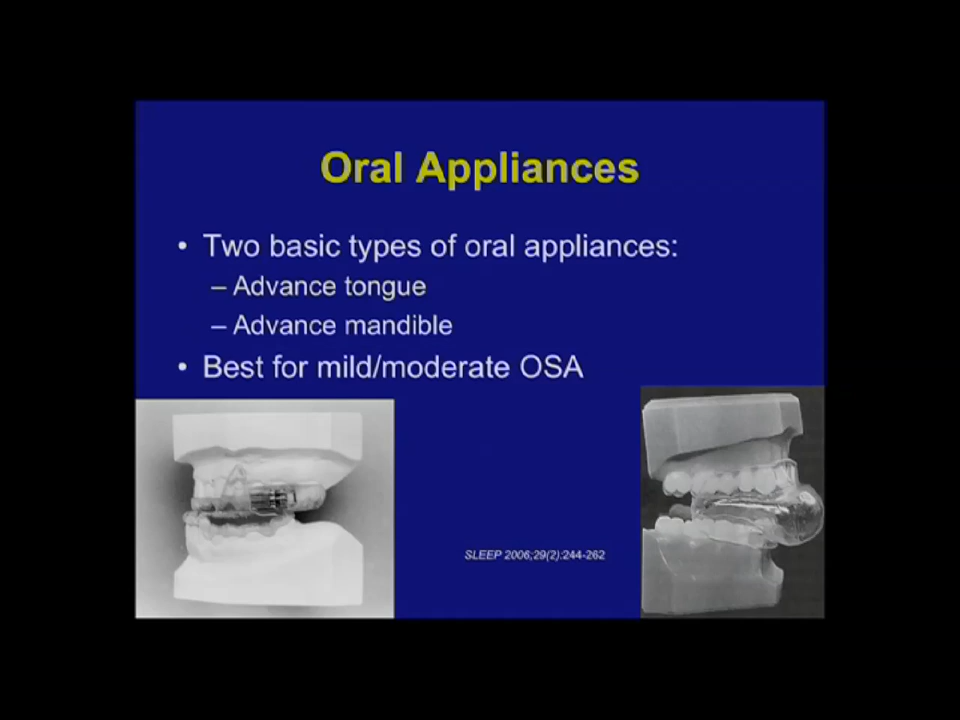 Oral Appliances
• Two basic types of oral appliances:
– Advance tongue
– Advance mandible
• Best for mild/moderate OSA
SLEEP 2006;29(2):244-262